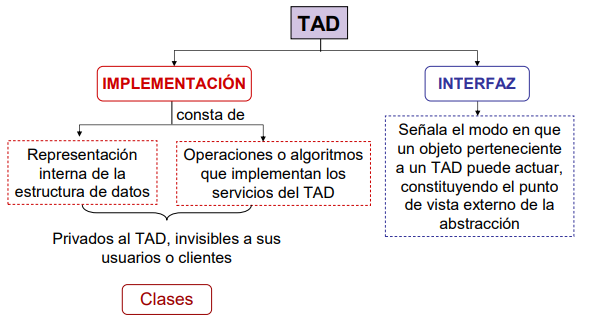 TAD
IMPLEMENTACIÓN
INTERFAZ
consta de
Representación
interna de la
estructura de datos
Operaciones o algoritmos
que implementan los
servicios del TAD
Señala el modo en que
un objeto perteneciente
a un TAD puede actuar,
constituyendo el punto
de vista externo de la
abstracción
Privados al TAD, invisibles a sus
usuarios o clientes
Clases